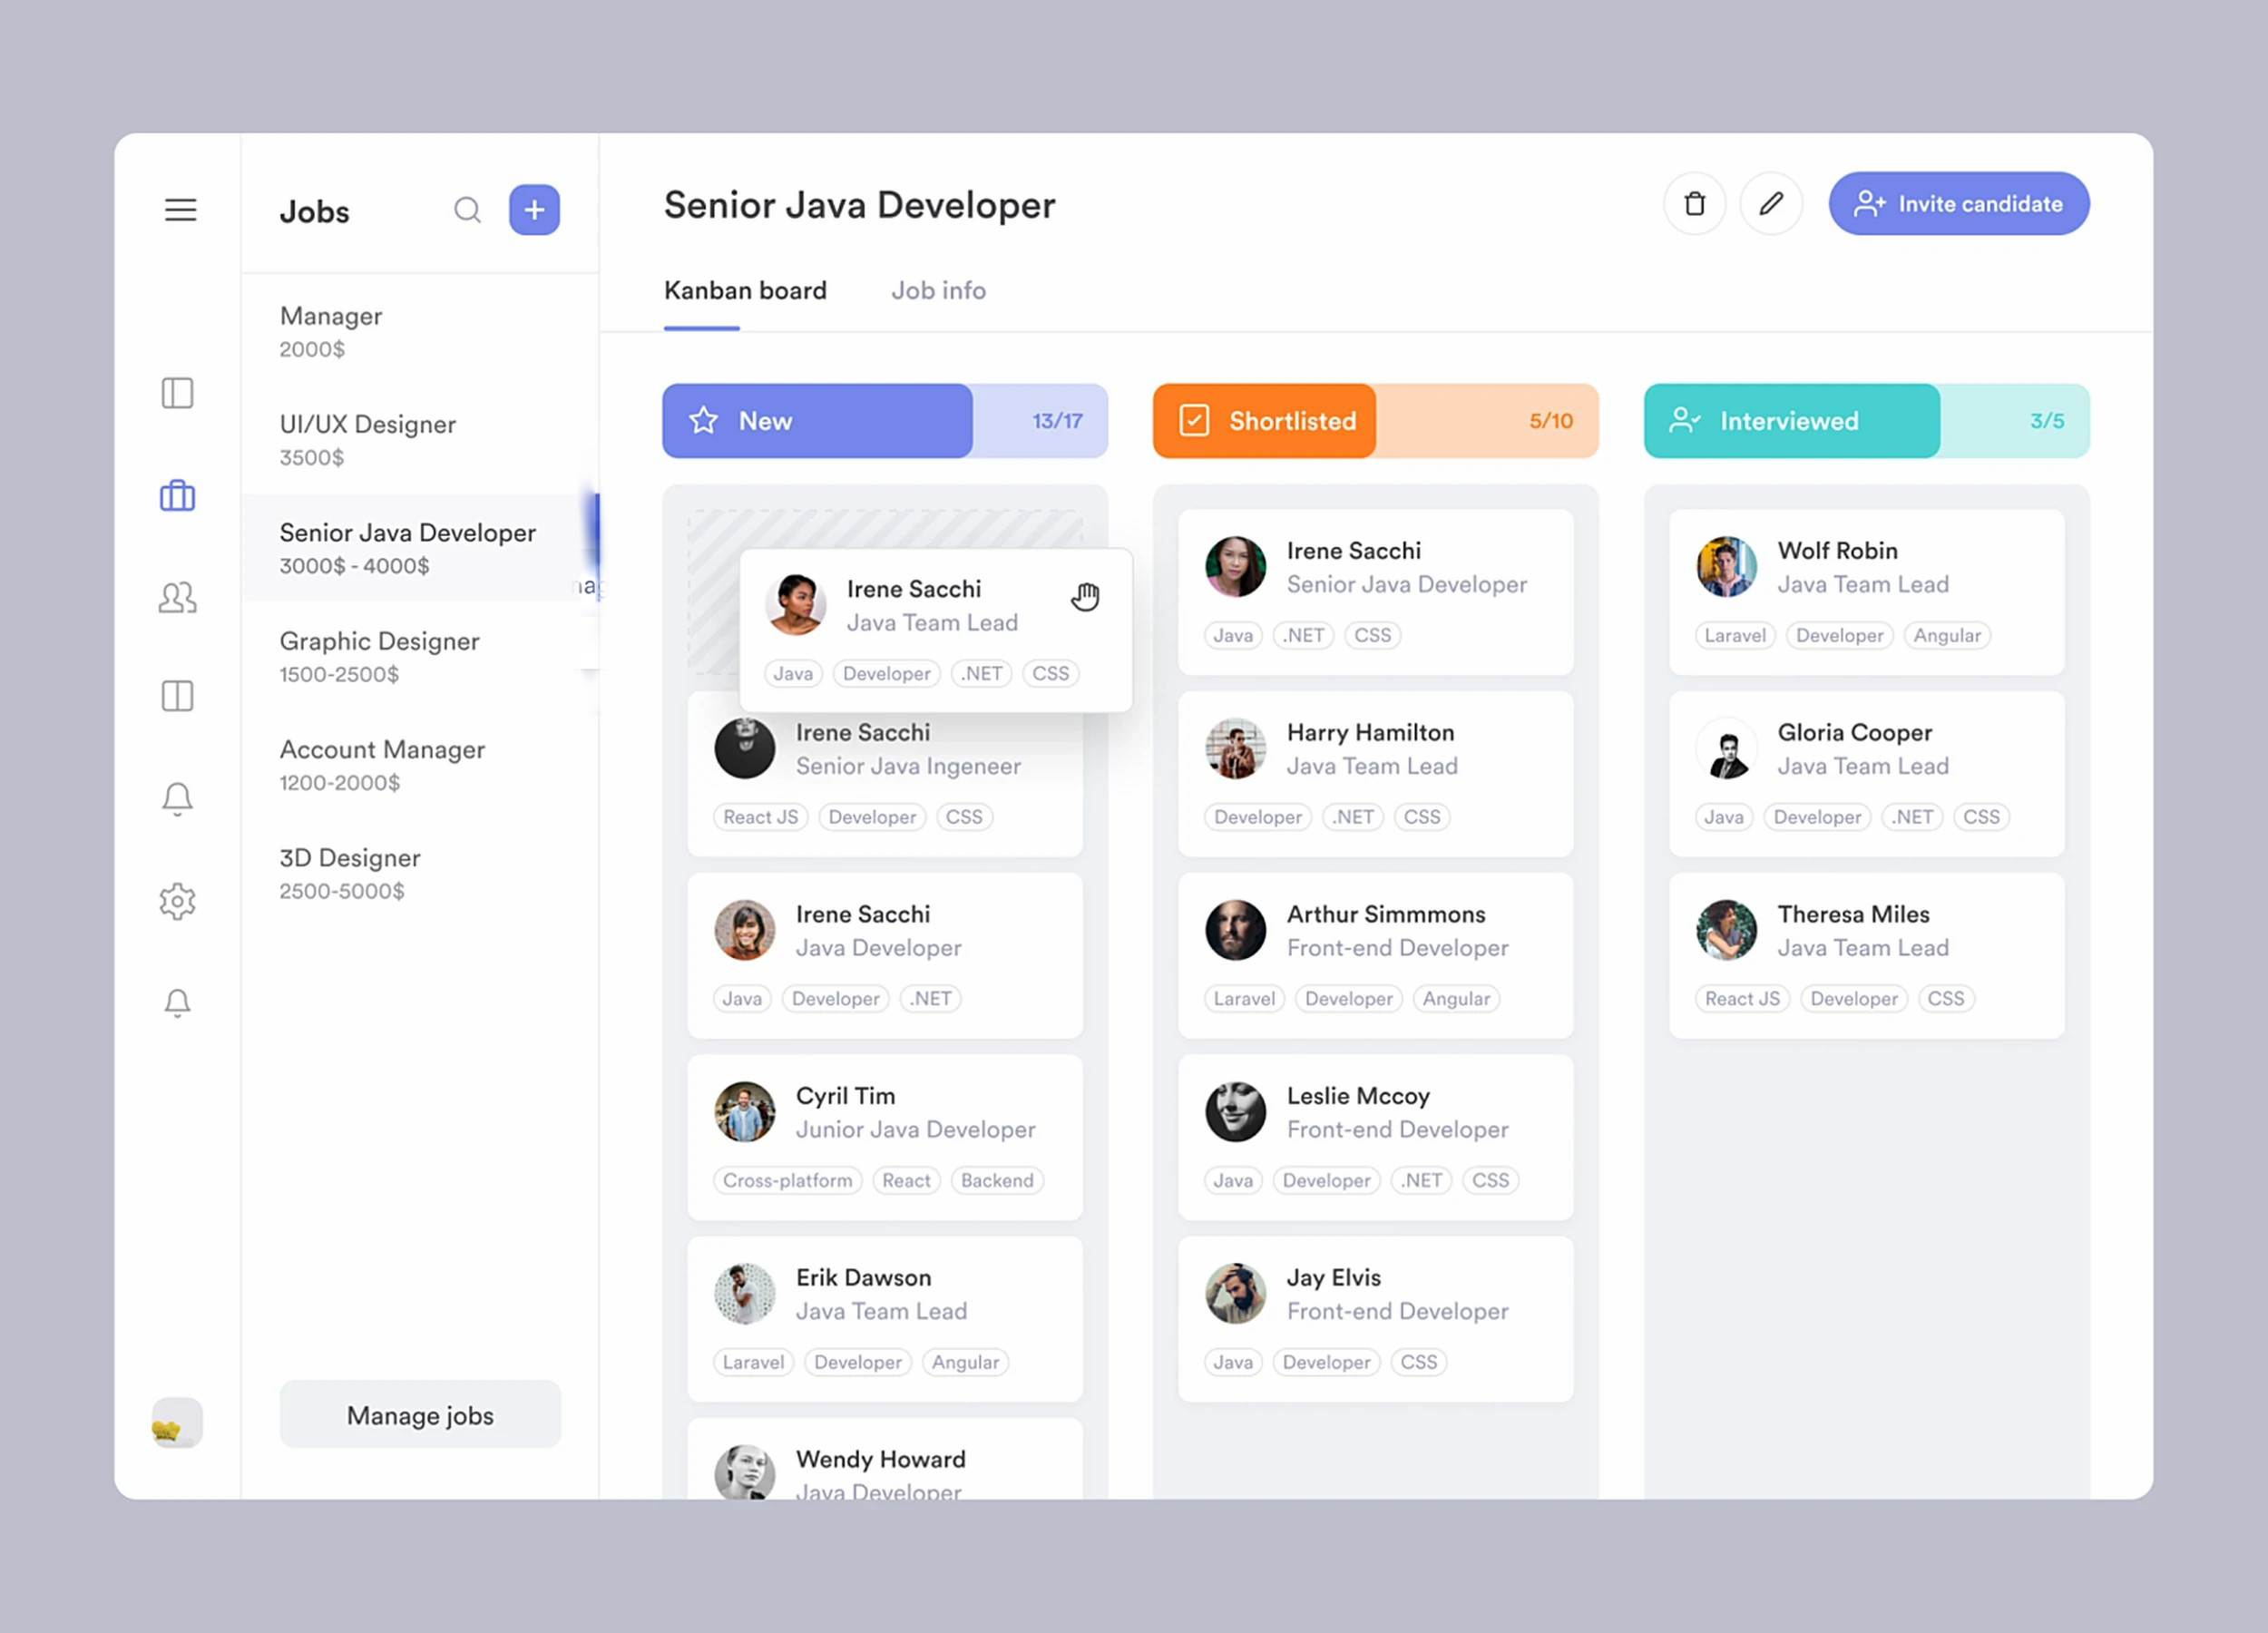 Jobs
Manager
2000$
UI/UX Designer
3500$
Senior Java Developer
3000$ - 4000$
Graphic Designer
1500-2500$
Account Manager
1200-2000$
3D Designer
2500-5000$
Manage jobs
Senior Java Developer
Invite candidate
Kanban board
Job info
New
13/17
Irene Sacchi
Java Team Lead
Java Developer .NET CSS
Irene Sacchi
Senior Java Ingeneer
React JS Developer CSS
Irene Sacchi
Java Developer
Java Developer .NET
Cyril Tim
Junior Java Developer
Cross-platform React Backend
Erik Dawson
Java Team Lead
Laravel Developer Angular
Wendy Howard
Java Developer
Shortlisted
5/10
Irene Sacchi
Senior Java Developer
Java .NET CSS
Harry Hamilton
Java Team Lead
Developer .NET CSS
Arthur Simmmons
Front-end Developer
Laravel Developer Angular
Leslie Mccoy
Front-end Developer
Java Developer .NET CSS
Jay Elvis
Front-end Developer
Java Developer CSS
Interviewed
3/5
Wolf Robin
Java Team Lead
Laravel Developer Angular
Gloria Cooper
Java Team Lead
Java Developer .NET CSS
Theresa Miles
Java Team Lead
React JS Developer CSS